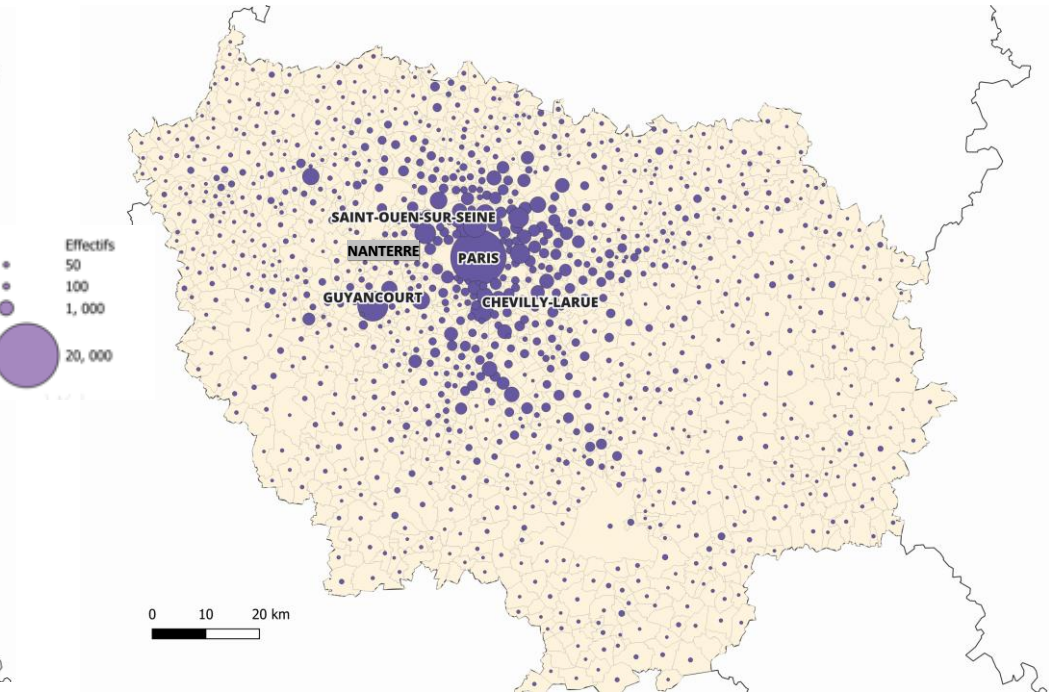 SAINT-OUEN-SUR-SEINE
NANTERRE
PARIS
GUYANCOURT
CHEVILLY-LARUE
Effectifs
50
100
1, 000
20, 000
0 10 20 km